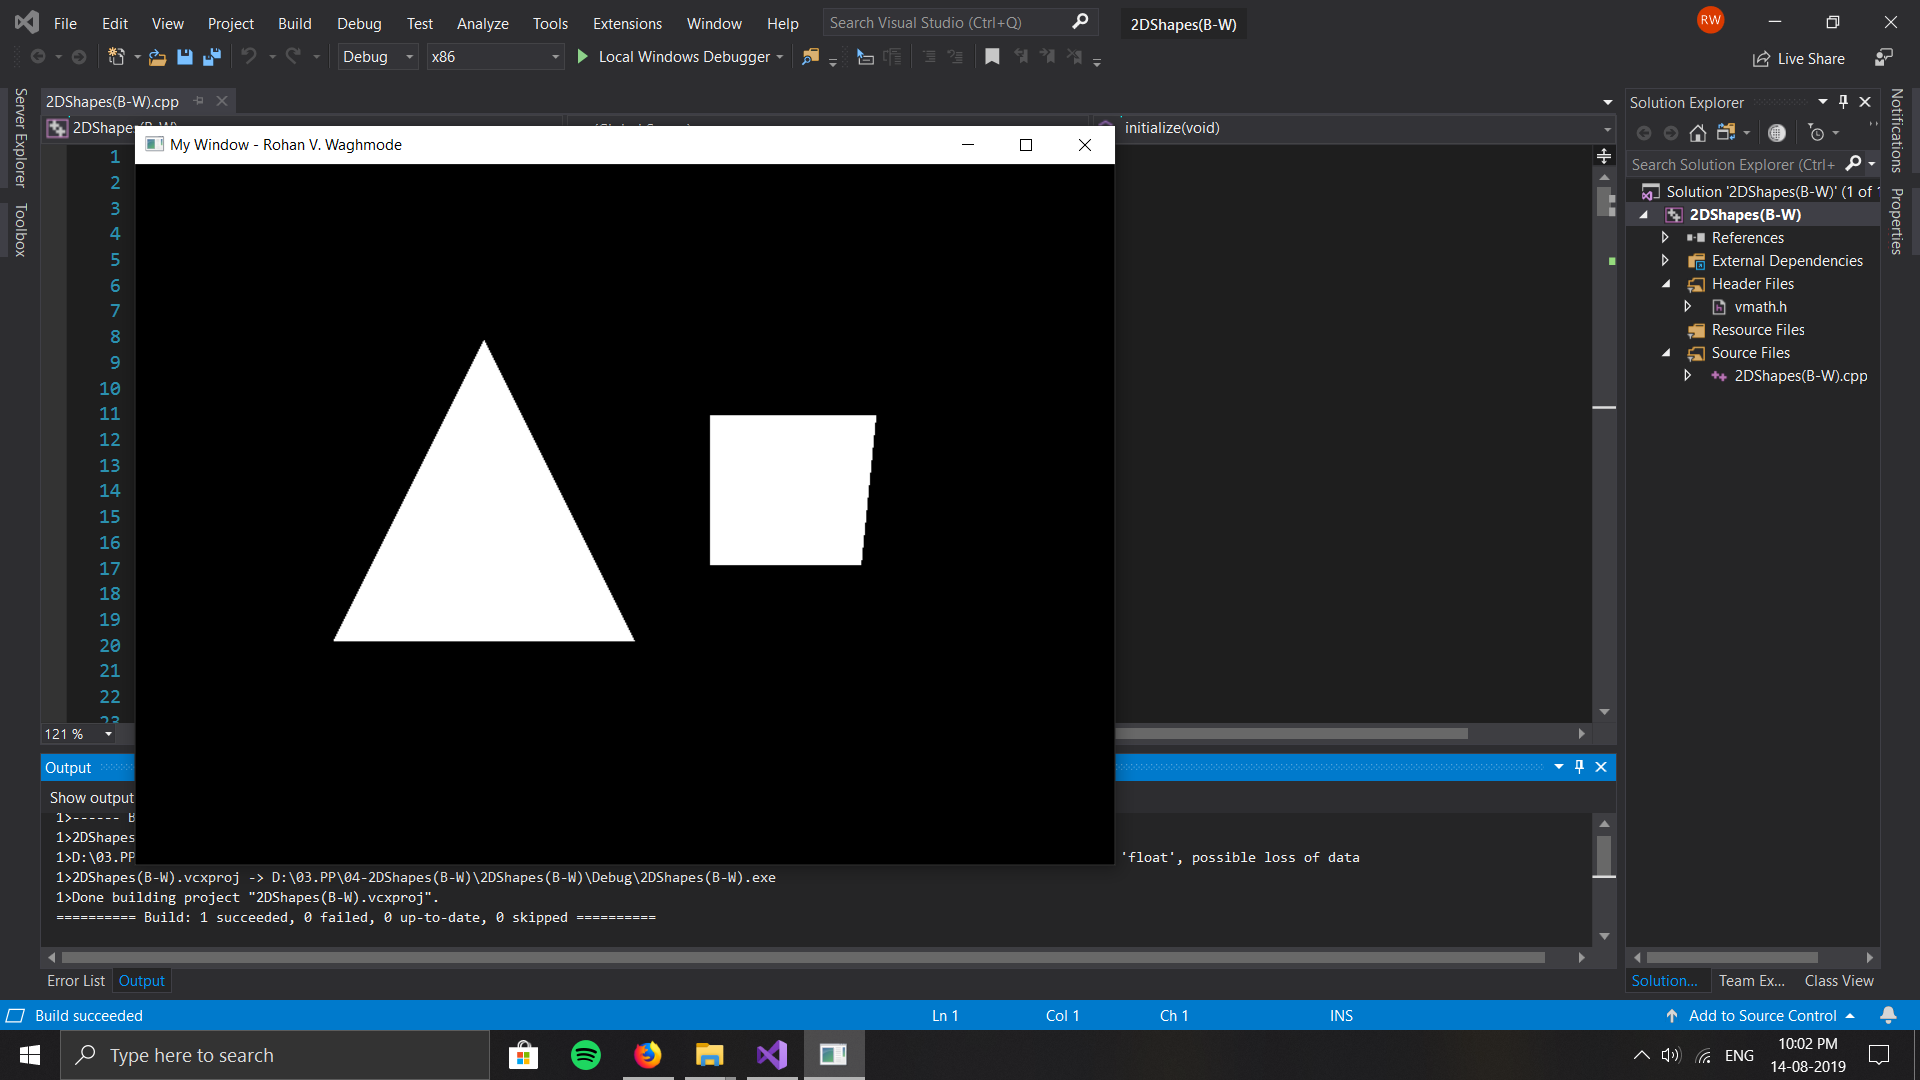 File Edit View Project Build Debug Test Analyze Tools Extensions Window Help Search Visual Studio (Ctrl+Q) 2DShapes(B-W) RW
Debug x86 Local Windows Debugger Live Share
Server Explorer
Toolbox
2DShapes(B-W).cpp
initialize(void)
My Window - Rohan V. Waghmode
1
2
3
4
5
6
7
8
9
10
11
12
13
14
15
16
17
18
19
20
21
22
23
121 %
Solution Explorer
Search Solution Explorer (Ctrl+
Solution '2DShapes(B-W)' (1 of 1
2DShapes(B-W)
References
External Dependencies
Header Files
vmath.h
Resource Files
Source Files
2DShapes(B-W).cpp
Notifications
Properties
Output
Show output
1>------ B
1>2DShapes
1>D:\03.PP 'float', possible loss of data
1>2DShapes(B-W).vcxproj -> D:\03.PP\04-2DShapes(B-W)\2DShapes(B-W)\Debug\2DShapes(B-W).exe
1>Done building project "2DShapes(B-W).vcxproj".
========== Build: 1 succeeded, 0 failed, 0 up-to-date, 0 skipped ==========
Error List Output
Solution... Team Ex... Class View
Build succeeded Ln 1 Col 1 Ch 1 INS Add to Source Control
Type here to search
ENG
10:02 PM
14-08-2019